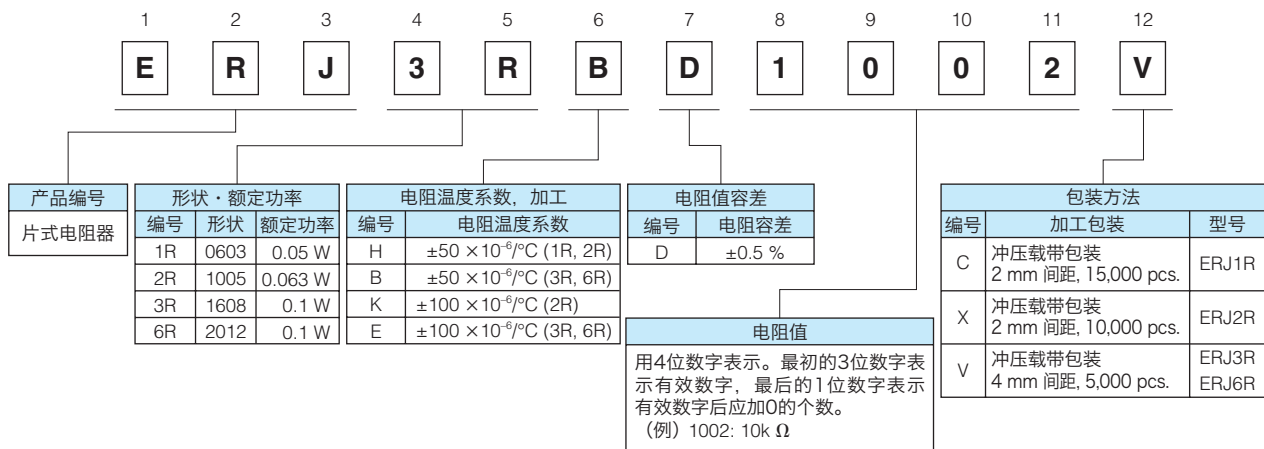 1 2 3 4 5 6 7 8 9 10 11 12
E R J 3 R B D 1 0 0 2 V
产品编号
片式电阻器
形状・额定功率
编号 形状 额定功率
1R 0603 0.05 W
2R 1005 0.063 W
3R 1608 0.1 W
6R 2012 0.1 W
电阻温度系数, 加工
编号 电阻温度系数
H ±50 ×10⁻⁶/°C (1R, 2R)
B ±50 ×10⁻⁶/°C (3R, 6R)
K ±100 ×10⁻⁶/°C (2R)
E ±100 ×10⁻⁶/°C (3R, 6R)
电阻值容差
编号 电阻容差
D ±0.5 %
电阻值
用4位数字表示。最初的3位数字表
示有效数字，最后的1位数字表示
有效数字后应加0的个数。
（例）1002: 10k Ω
包装方法
编号 加工包装 型号
C 冲压载带包装
2 mm 间距, 15,000 pcs. ERJ1R
X 冲压载带包装
2 mm 间距, 10,000 pcs. ERJ2R
V 冲压载带包装
4 mm 间距, 5,000 pcs.
ERJ3R
ERJ6R